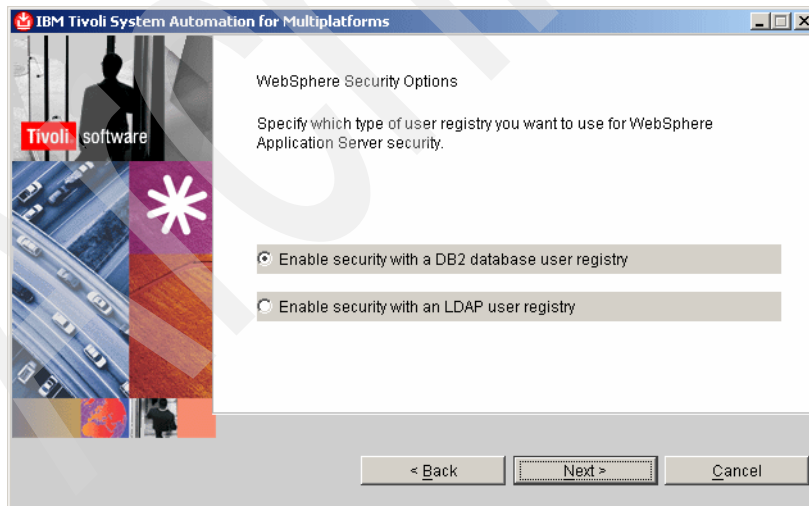 IBM Tivoli System Automation for Multiplatforms
WebSphere Security Options
Specify which type of user registry you want to use for WebSphere
Application Server security.
Tivoli software
Enable security with a DB2 database user registry
Enable security with an LDAP user registry
< Back Next > Cancel